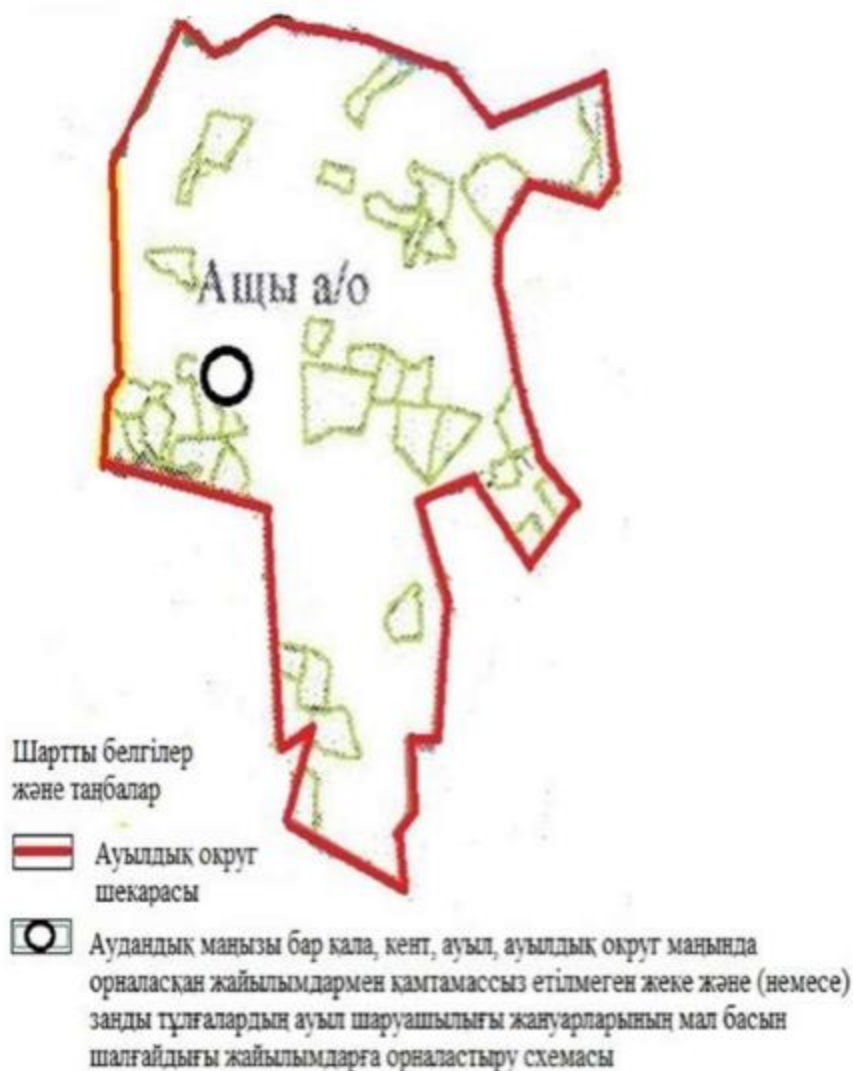 Ащы а/о
Шартты белгілер
және таңбалар
Ауылдық округ
шекарасы
Аудандық маңызы бар қала, кент, ауыл, ауылдық округ маңында
орналасқан жайылымдармен қамтамассыз етілмеген жеке және (немесе)
заңды тұлғалардың ауыл шаруашылығы жануарларының мал басын
шалғайдығы жайылымдарға орналастыру схемасы